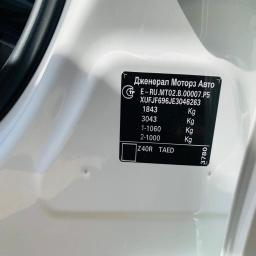 Дженерал Моторз Авто
E-RU.MT02.B.00007.P5
XUFJF696JE3046263
1843 Kg
3043 Kg
1-1060 Kg
2-1000 Kg
Z40R TAED
3780